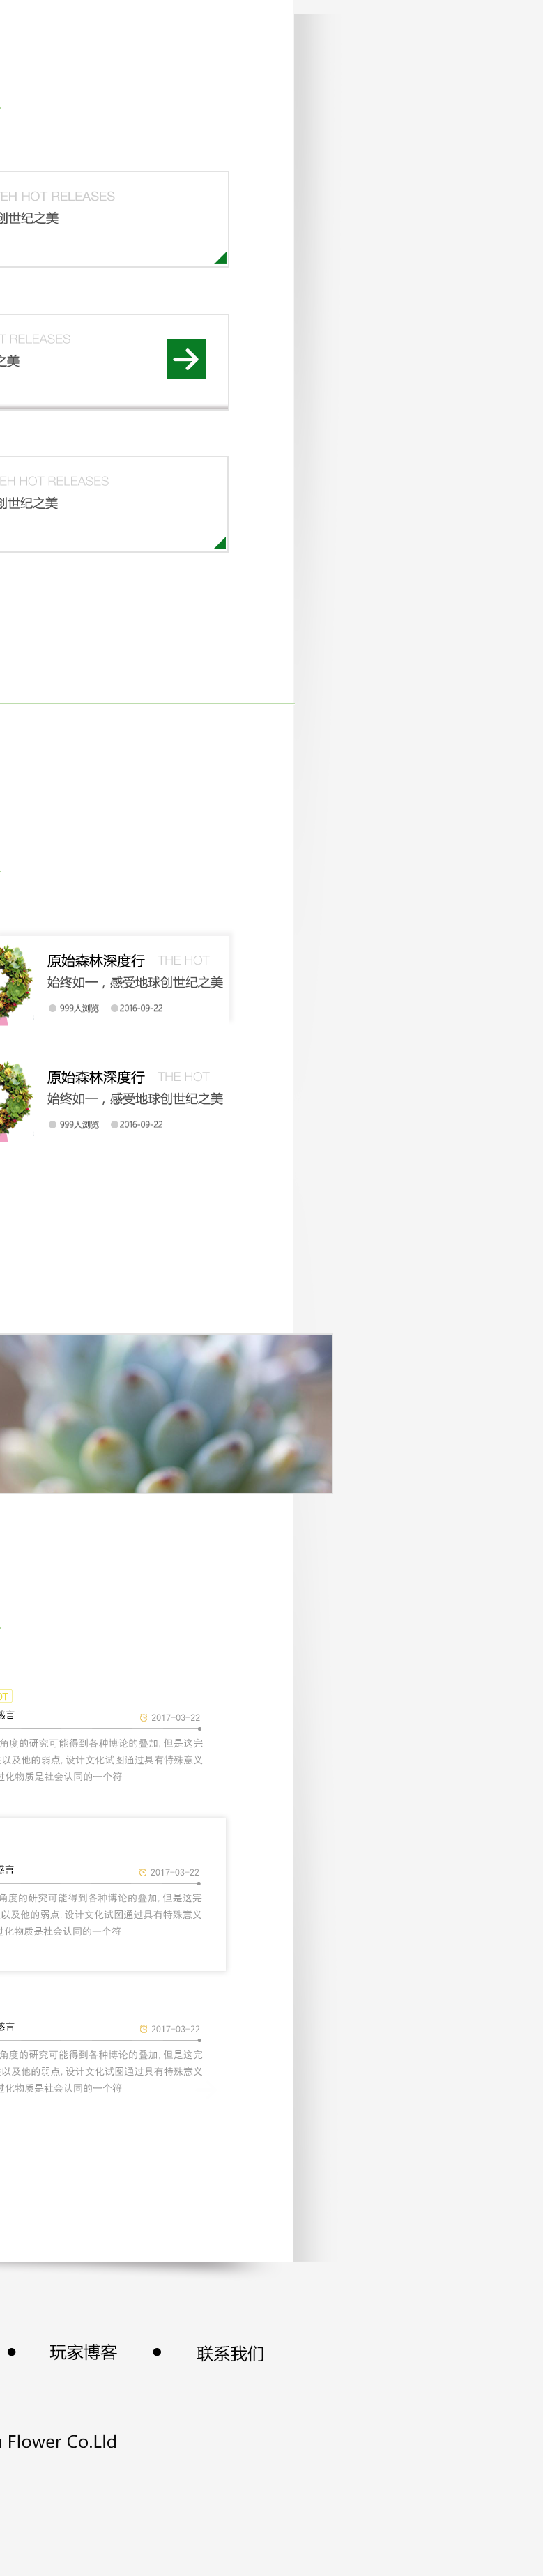 EH HOT RELEASES
创世纪之美
T RELEASES
之美
EH HOT RELEASES
创世纪之美
原始森林深度行 THE HOT
始终如一，感受地球创世纪之美
999人浏览 2016-09-22
原始森林深度行 THE HOT
始终如一，感受地球创世纪之美
999人浏览 2016-09-22
OT
感言 2017-03-22
角度的研究可能得到各种博论的叠加, 但是这完
以及他的弱点, 设计文化试图通过具有特殊意义
过化物质是社会认同的一个符
感言 2017-03-22
角度的研究可能得到各种博论的叠加, 但是这完
以及他的弱点, 设计文化试图通过具有特殊意义
过化物质是社会认同的一个符
感言 2017-03-22
角度的研究可能得到各种博论的叠加, 但是这完
以及他的弱点, 设计文化试图通过具有特殊意义
过化物质是社会认同的一个符
● 玩家博客 ● 联系我们
Flower Co.Lld